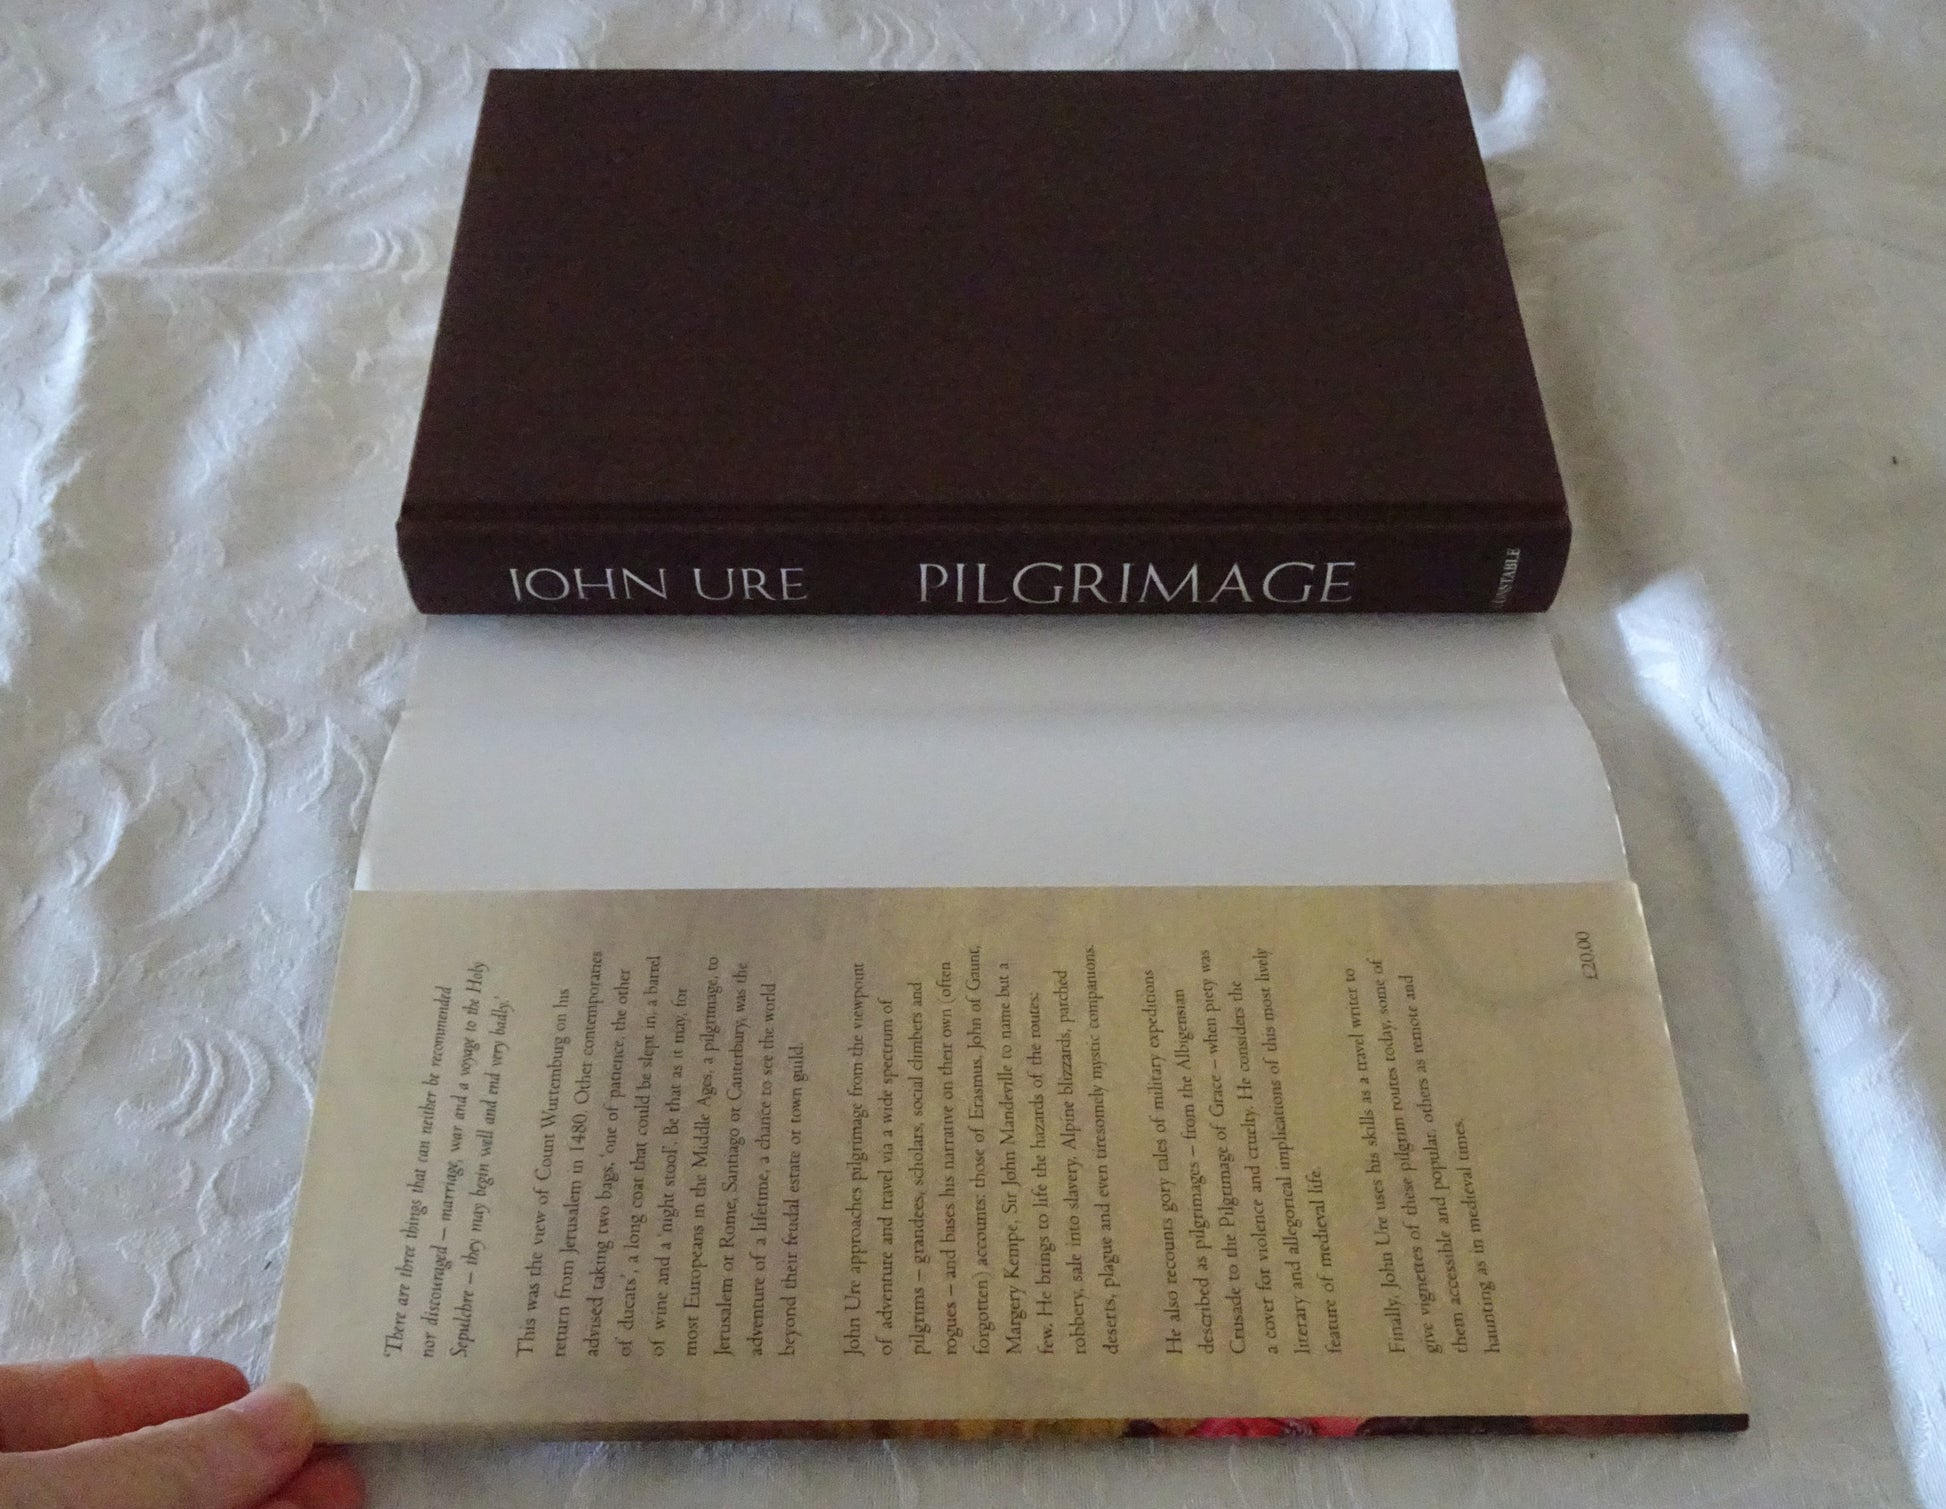 JOHN URE
PILGRIMAGE
CONSTABLE
'There are three things that can neither be recommended
nor discouraged – marriage, war and a voyage to the Holy
Sepulchre – they may begin well and end very badly.'
This was the view of Count Wurtemburg on his
return from Jerusalem in 1480. Other contemporaries
advised taking two bags, 'one of patience, the other
of ducats', a long coat that could be slept in, a barrel
of wine and a 'night stool'. Be that as it may, for
most Europeans in the Middle Ages, a pilgrimage, to
Jerusalem or Rome, Santiago or Canterbury, was the
adventure of a lifetime, a chance to see the world
beyond their feudal estate or town guild.
John Ure approaches pilgrimage from the viewpoint
of adventure and travel via a wide spectrum of
pilgrims – grandees, scholars, social climbers and
rogues – and bases his narrative on their own (often
forgotten) accounts: those of Erasmus, John of Gaunt,
Margery Kempe, Sir John Mandeville to name but a
few. He brings to life the hazards of the routes:
robbery, sale into slavery, Alpine blizzards, parched
deserts, plague and even tiresomely mystic companions.
He also recounts gory tales of military expeditions
described as pilgrimages – from the Albigensian
Crusade to the Pilgrimage of Grace – when piety was
a cover for violence and cruelty. He considers the
literary and allegorical implications of this most lively
feature of medieval life.
Finally, John Ure uses his skills as a travel writer to
give vignettes of these pilgrim routes today, some of
them accessible and popular, others as remote and
haunting as in medieval times.
£20.00